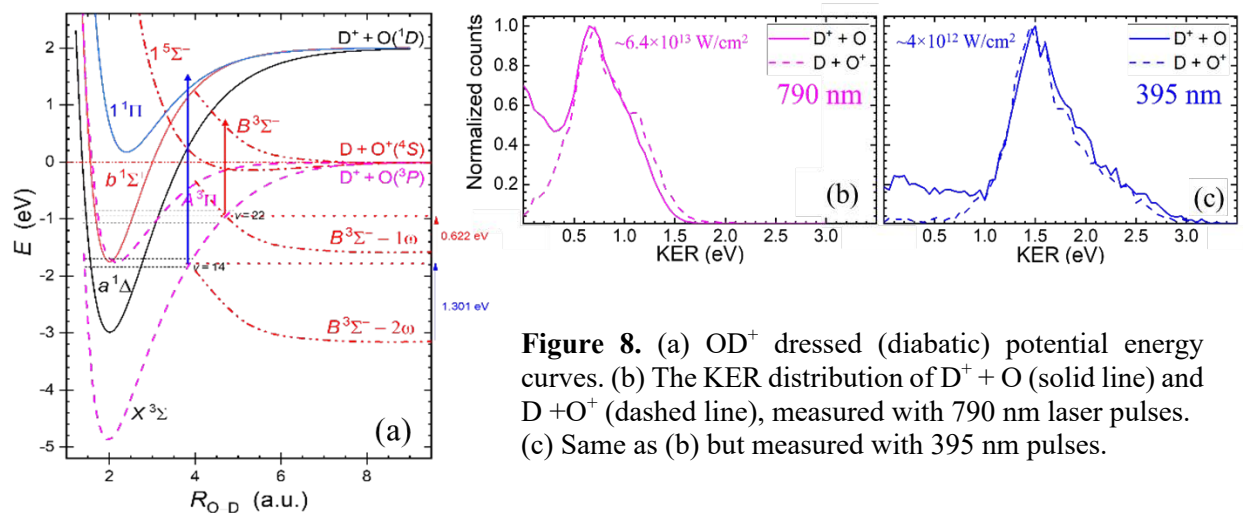 D⁺ + O(¹D)
1⁵Σ⁻
1¹Π
B³Σ⁻
D + O⁺(⁴S)
D⁺ + O(³P)
b¹Σ
A³Π
v=22
B³Σ⁻ − 1ω
0.622 eV
a¹Δ
v=14
1.301 eV
B³Σ⁻ − 2ω
X³Σ
(a)
2
1
0
-1
-2
-3
-4
-5
E (eV)
2 4 6 8
R_O_D (a.u.)
Normalized counts
1.0
0.8
0.6
0.4
0.2
~6.4×10¹³ W/cm²
D⁺ + O
D + O⁺
790 nm
(b)
0.5 1.0 1.5 2.0 2.5 3.0
KER (eV)
~4×10¹² W/cm²
D⁺ + O
D + O⁺
395 nm
(c)
0.5 1.0 1.5 2.0 2.5 3.0
KER (eV)
Figure 8. (a) OD⁺ dressed (diabatic) potential energy
curves. (b) The KER distribution of D⁺ + O (solid line) and
D +O⁺ (dashed line), measured with 790 nm laser pulses.
(c) Same as (b) but measured with 395 nm pulses.